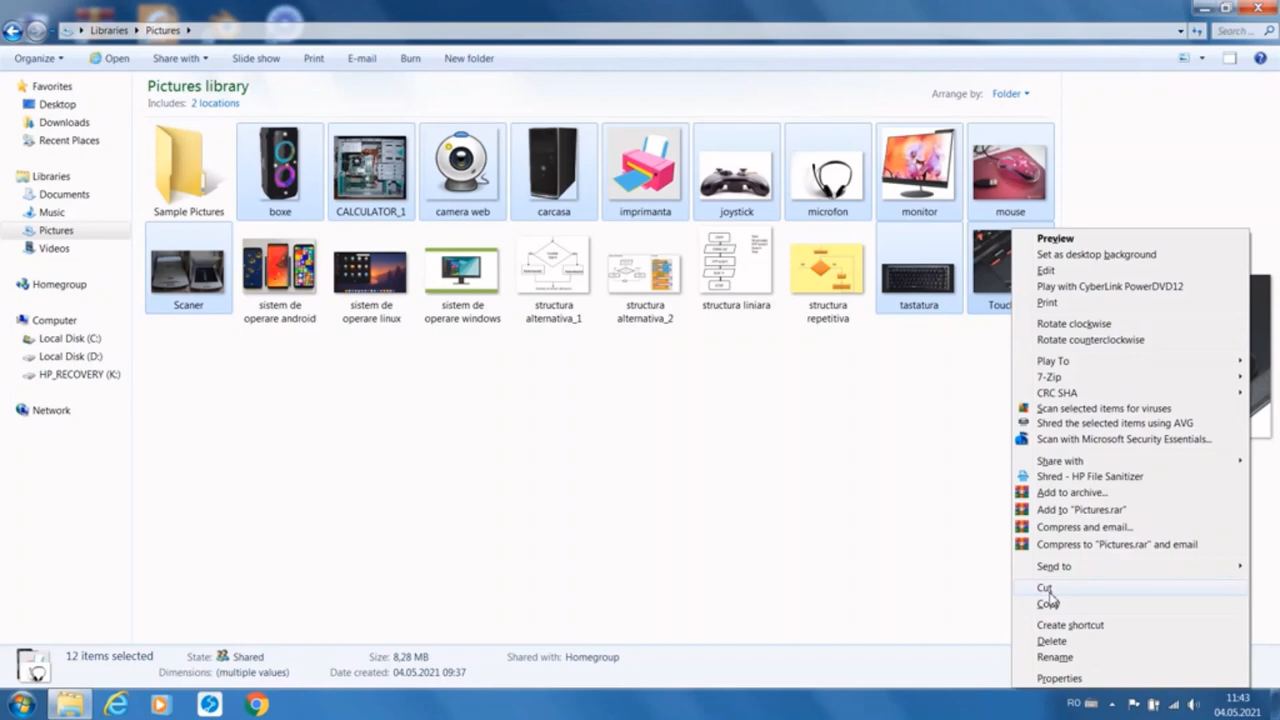 Libraries Pictures
Search ...
Organize Open Share with Slide show Print E-mail Burn New folder
Favorites
Desktop
Downloads
Recent Places
Libraries
Documents
Music
Pictures
Videos
Homegroup
Computer
Local Disk (C:)
Local Disk (D:)
HP_RECOVERY (K:)
Network
Pictures library
Includes: 2 locations
Arrange by: Folder
Sample Pictures
boxe
CALCULATOR_1
camera web
carcasa
imprimanta
joystick
microfon
monitor
mouse
Scaner
sistem de operare android
sistem de operare linux
sistem de operare windows
structura alternativa_1
structura alternativa_2
structura liniara
structura repetitiva
tastatura
Touc
Preview
Set as desktop background
Edit
Play with CyberLink PowerDVD12
Print
Rotate clockwise
Rotate counterclockwise
Play To
7-Zip
CRC SHA
Scan selected items for viruses
Shred the selected items using AVG
Scan with Microsoft Security Essentials...
Share with
Shred - HP File Sanitizer
Add to archive...
Add to "Pictures.rar"
Compress and email...
Compress to "Pictures.rar" and email
Send to
Cut
Copy
Create shortcut
Delete
Rename
Properties
12 items selected State: Shared Size: 8,28 MB Shared with: Homegroup
Dimensions: (multiple values) Date created: 04.05.2021 09:37
RO
11:43
04.05.2021